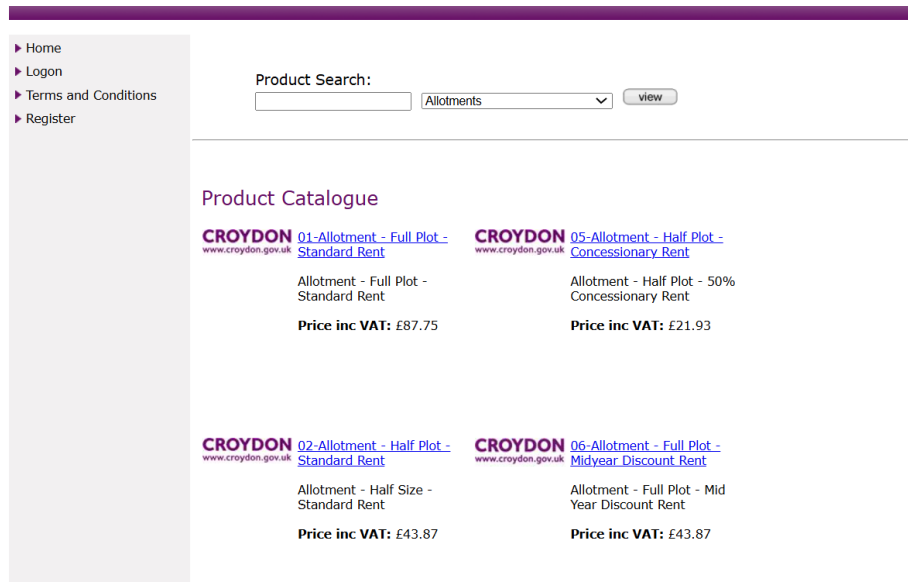 Home
Logon
Terms and Conditions
Register
Product Search:
Allotments
view
Product Catalogue
CROYDON
www.croydon.gov.uk
01-Allotment - Full Plot -
Standard Rent
Allotment - Full Plot -
Standard Rent
Price inc VAT: £87.75
CROYDON
www.croydon.gov.uk
05-Allotment - Half Plot -
Concessionary Rent
Allotment - Half Plot - 50%
Concessionary Rent
Price inc VAT: £21.93
CROYDON
www.croydon.gov.uk
02-Allotment - Half Plot -
Standard Rent
Allotment - Half Size -
Standard Rent
Price inc VAT: £43.87
CROYDON
www.croydon.gov.uk
06-Allotment - Full Plot -
Midyear Discount Rent
Allotment - Full Plot - Mid
Year Discount Rent
Price inc VAT: £43.87